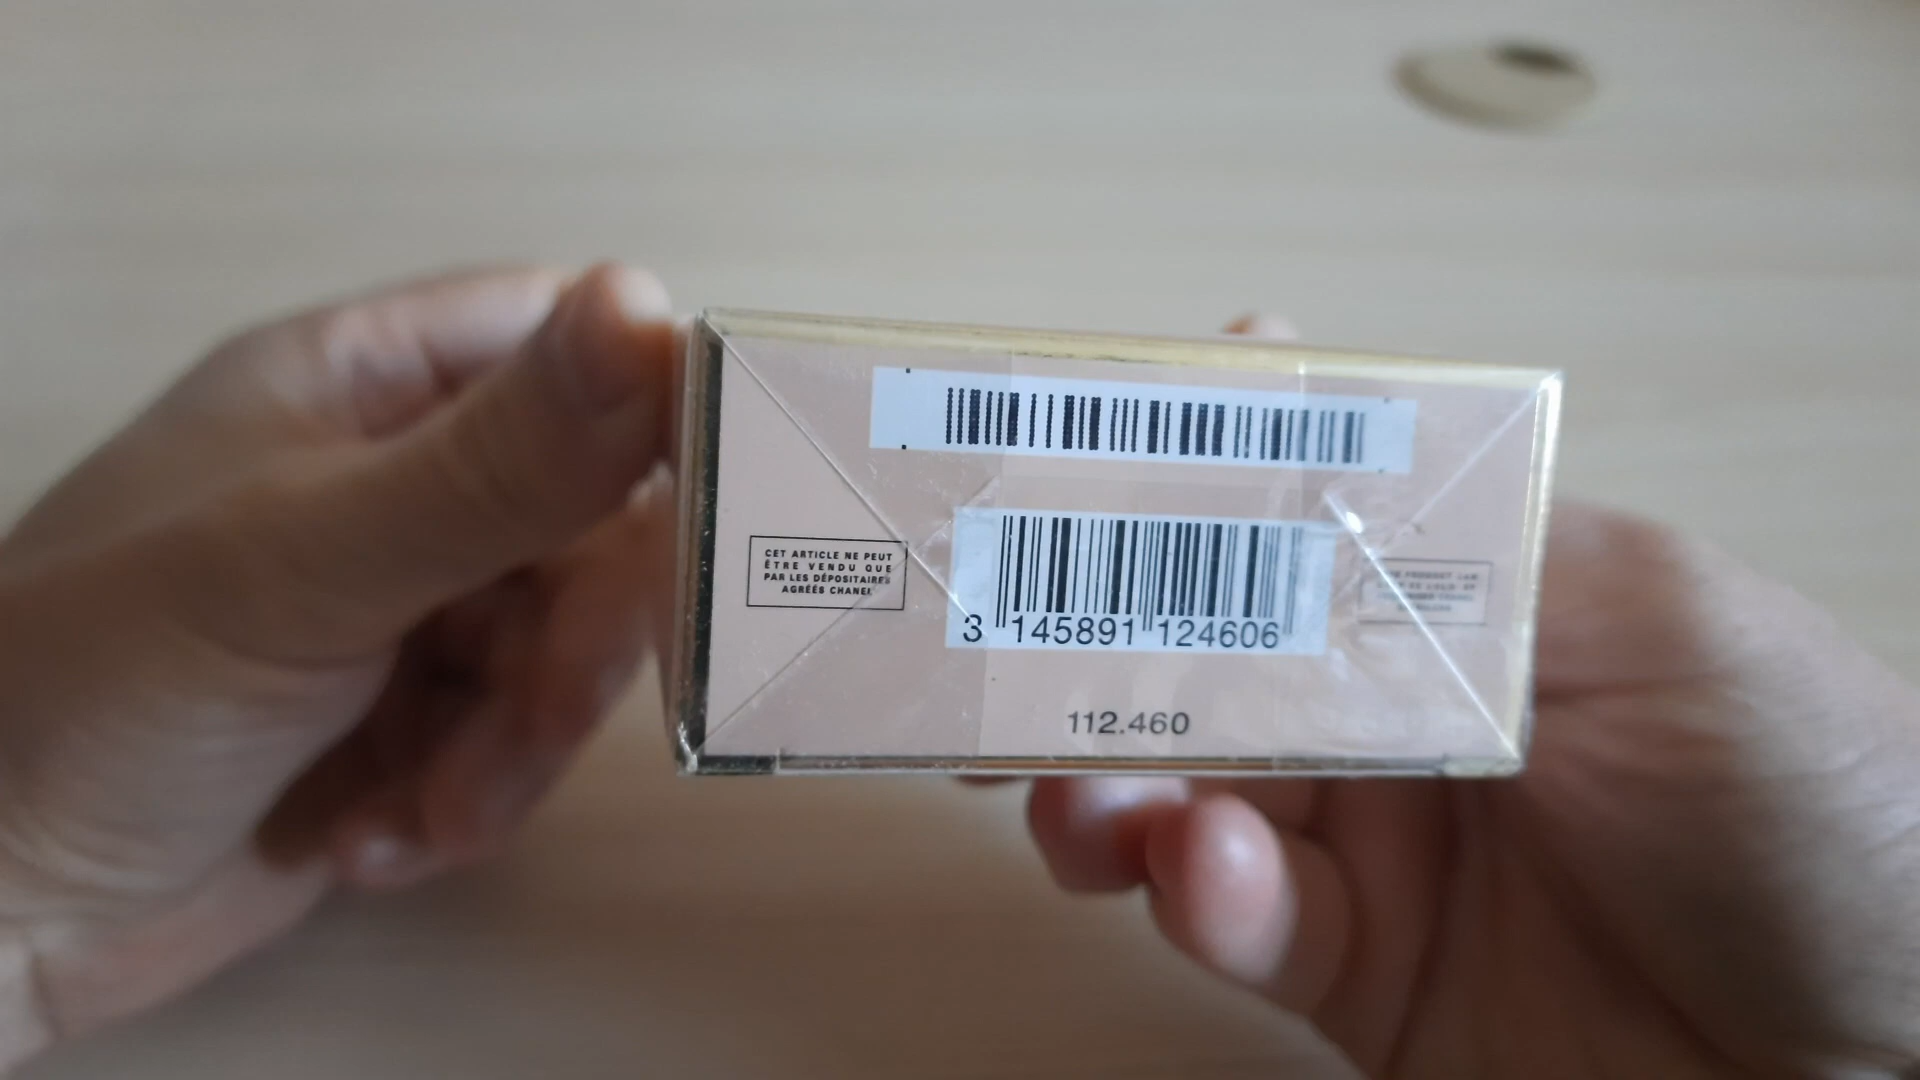 CET ARTICLE NE PEUT
ÊTRE VENDU QUE
PAR LES DÉPOSITAIRES
AGRÉÉS CHANEL
3 145891 124606
112.460